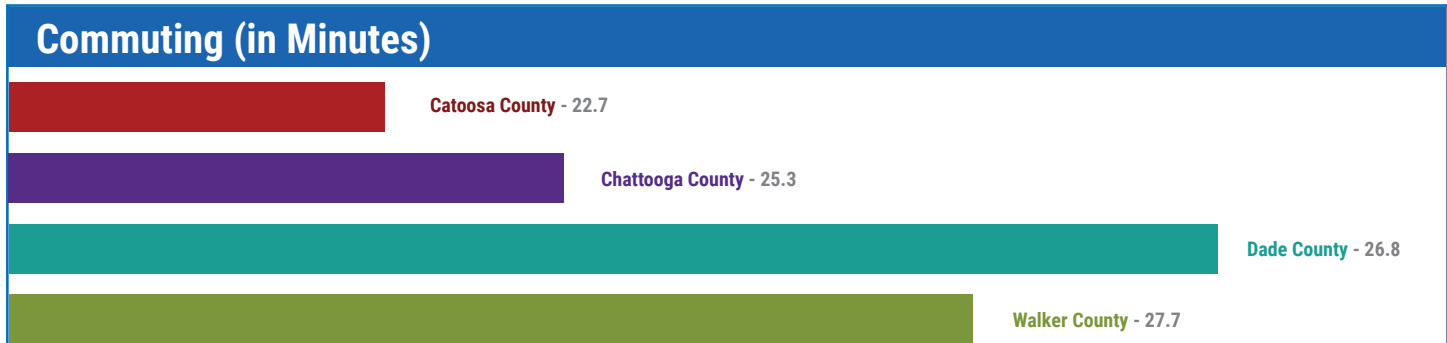 Commuting (in Minutes)
Catoosa County - 22.7
Chattooga County - 25.3
Dade County - 26.8
Walker County - 27.7